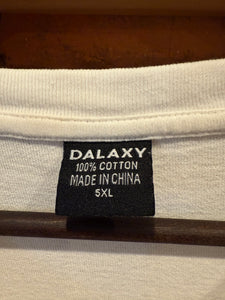 DALAXY
100% COTTON
MADE IN CHINA
5XL